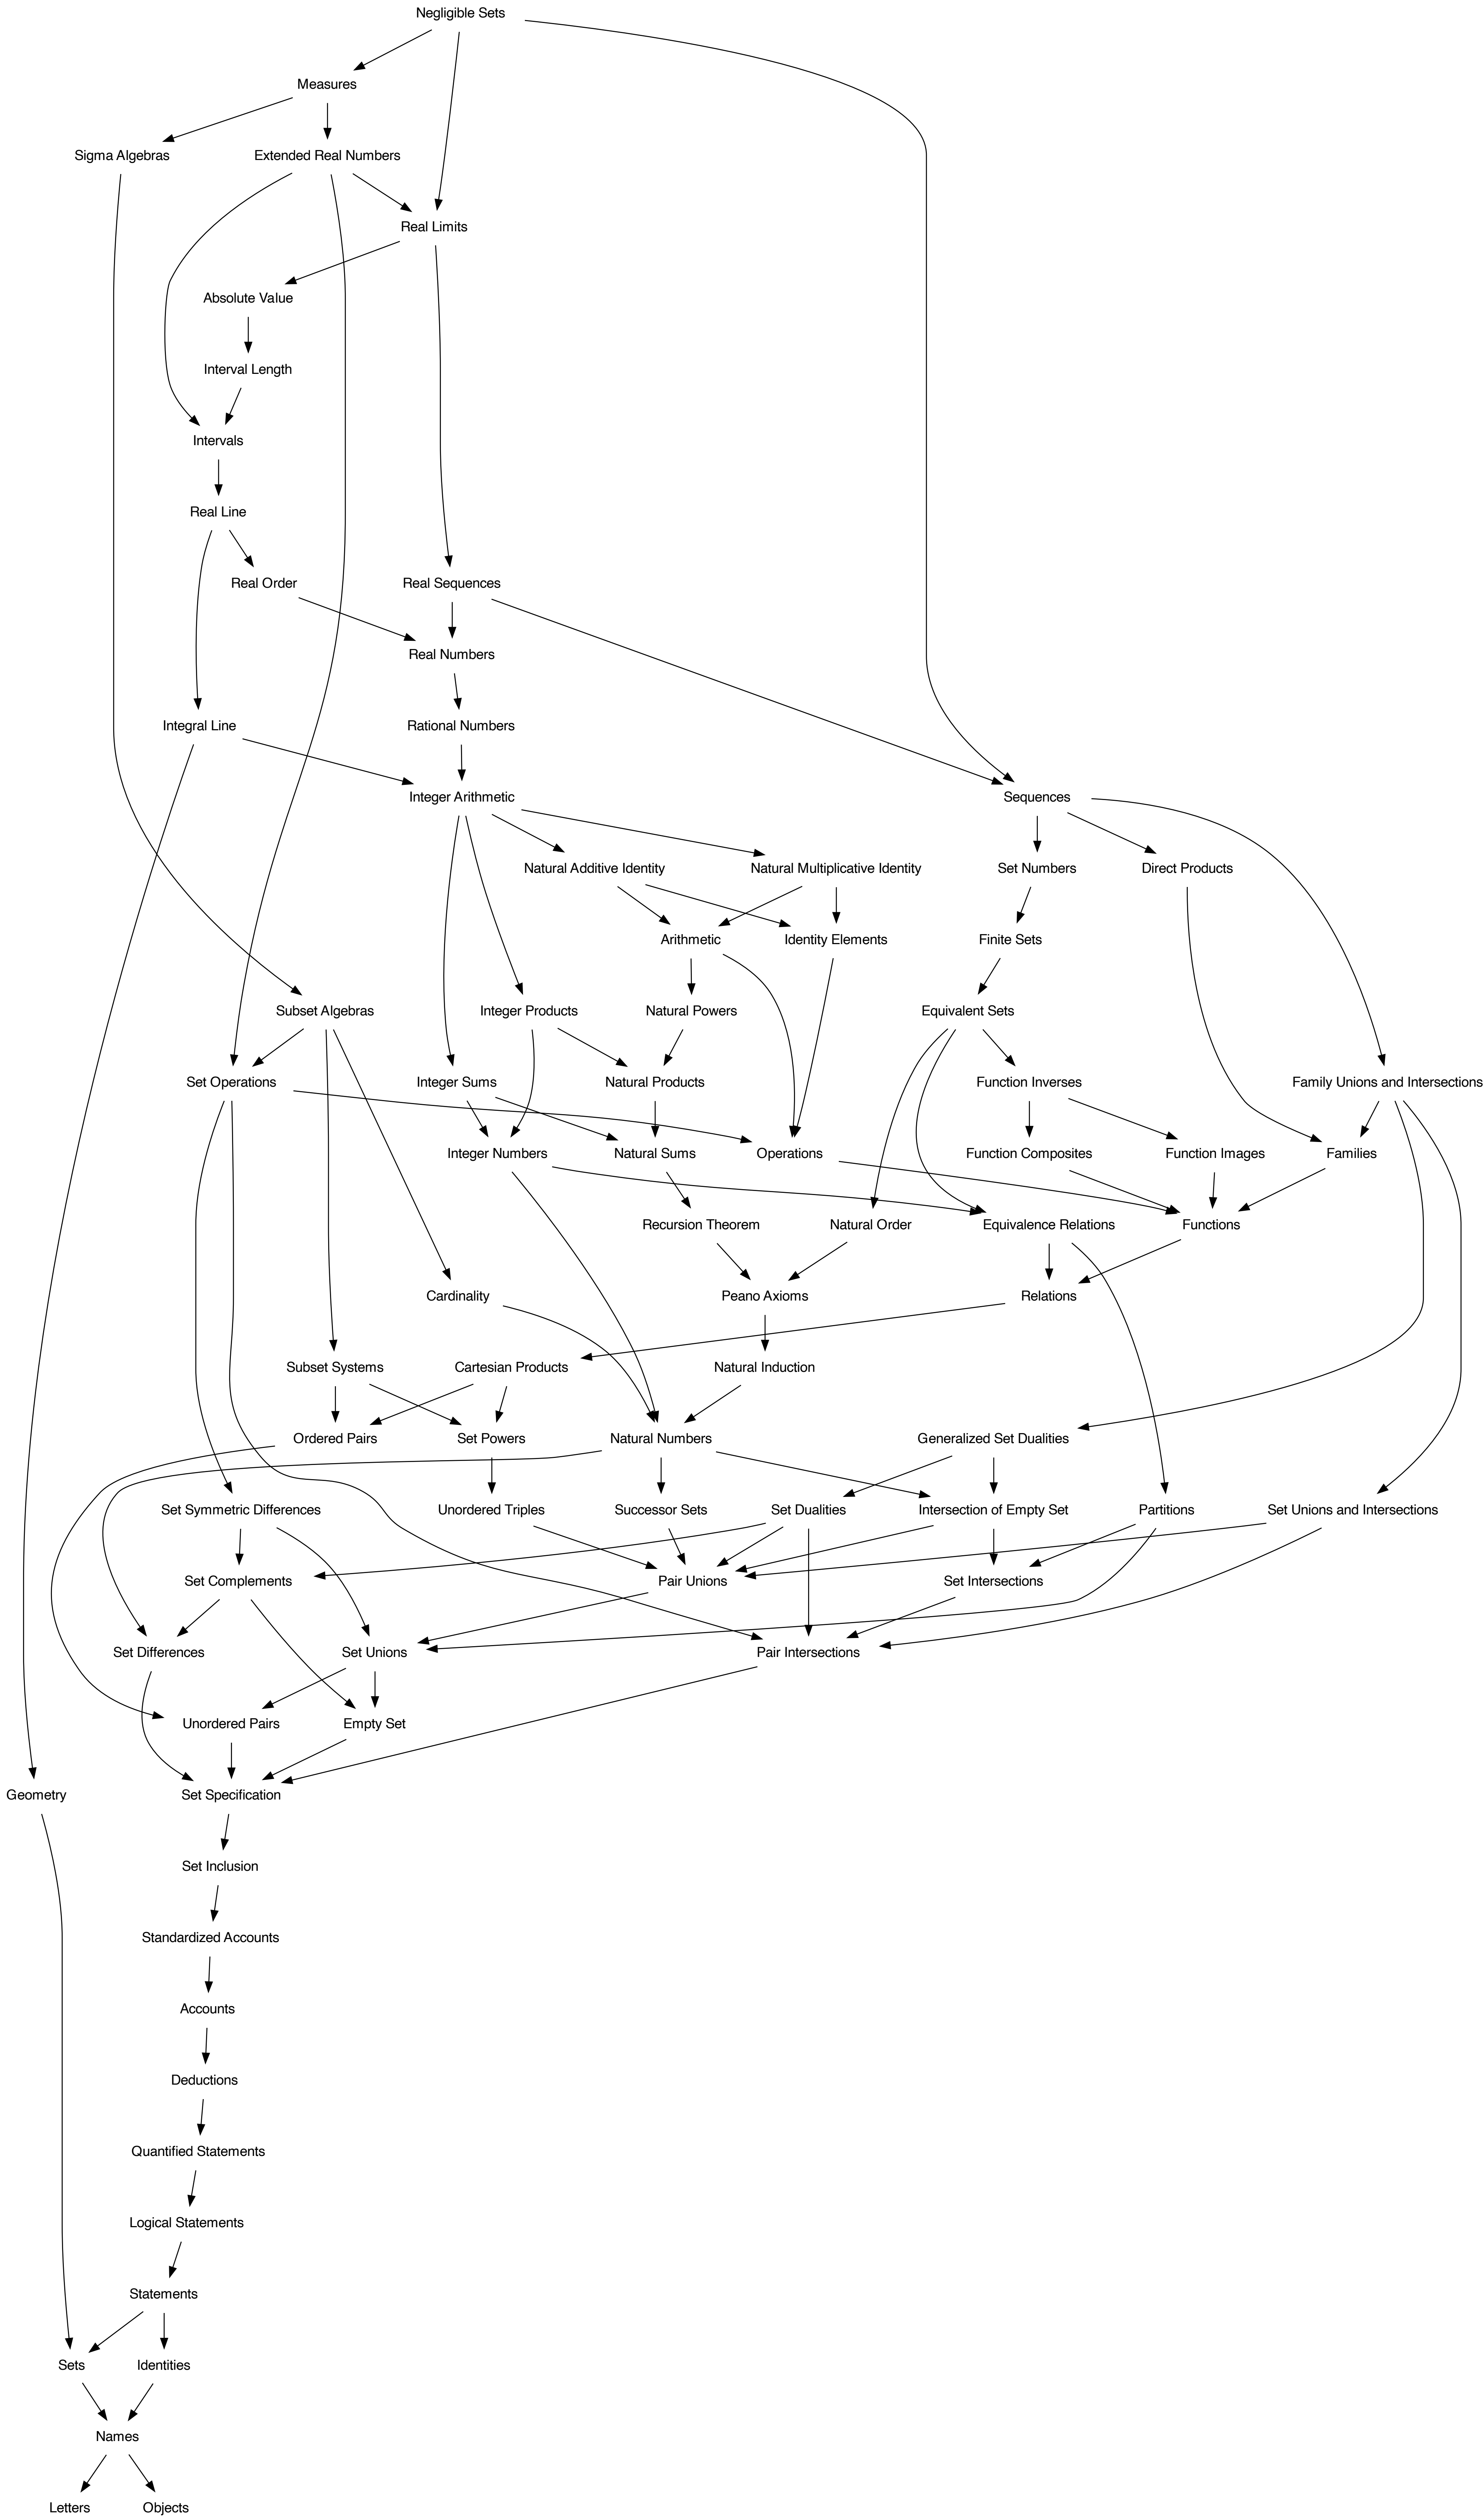 Negligible Sets
Measures
Sigma Algebras
Extended Real Numbers
Real Limits
Absolute Value
Interval Length
Intervals
Real Line
Real Order
Real Sequences
Real Numbers
Integral Line
Rational Numbers
Integer Arithmetic
Sequences
Natural Additive Identity
Natural Multiplicative Identity
Set Numbers
Direct Products
Arithmetic
Identity Elements
Finite Sets
Subset Algebras
Integer Products
Natural Powers
Equivalent Sets
Set Operations
Integer Sums
Natural Products
Function Inverses
Family Unions and Intersections
Integer Numbers
Natural Sums
Operations
Function Composites
Function Images
Families
Recursion Theorem
Natural Order
Equivalence Relations
Functions
Cardinality
Peano Axioms
Relations
Subset Systems
Cartesian Products
Natural Induction
Ordered Pairs
Set Powers
Natural Numbers
Generalized Set Dualities
Set Symmetric Differences
Unordered Triples
Successor Sets
Set Dualities
Intersection of Empty Set
Partitions
Set Unions and Intersections
Set Complements
Pair Unions
Set Intersections
Set Differences
Set Unions
Pair Intersections
Unordered Pairs
Empty Set
Geometry
Set Specification
Set Inclusion
Standardized Accounts
Accounts
Deductions
Quantified Statements
Logical Statements
Statements
Sets
Identities
Names
Letters
Objects